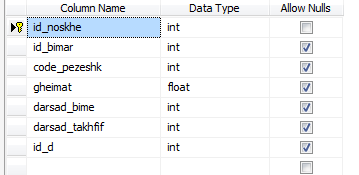 Column Name Data Type Allow Nulls
id_noskhe int
id_bimar int
code_pezeshk int
gheimat float
darsad_bime int
darsad_takhfif int
id_d int